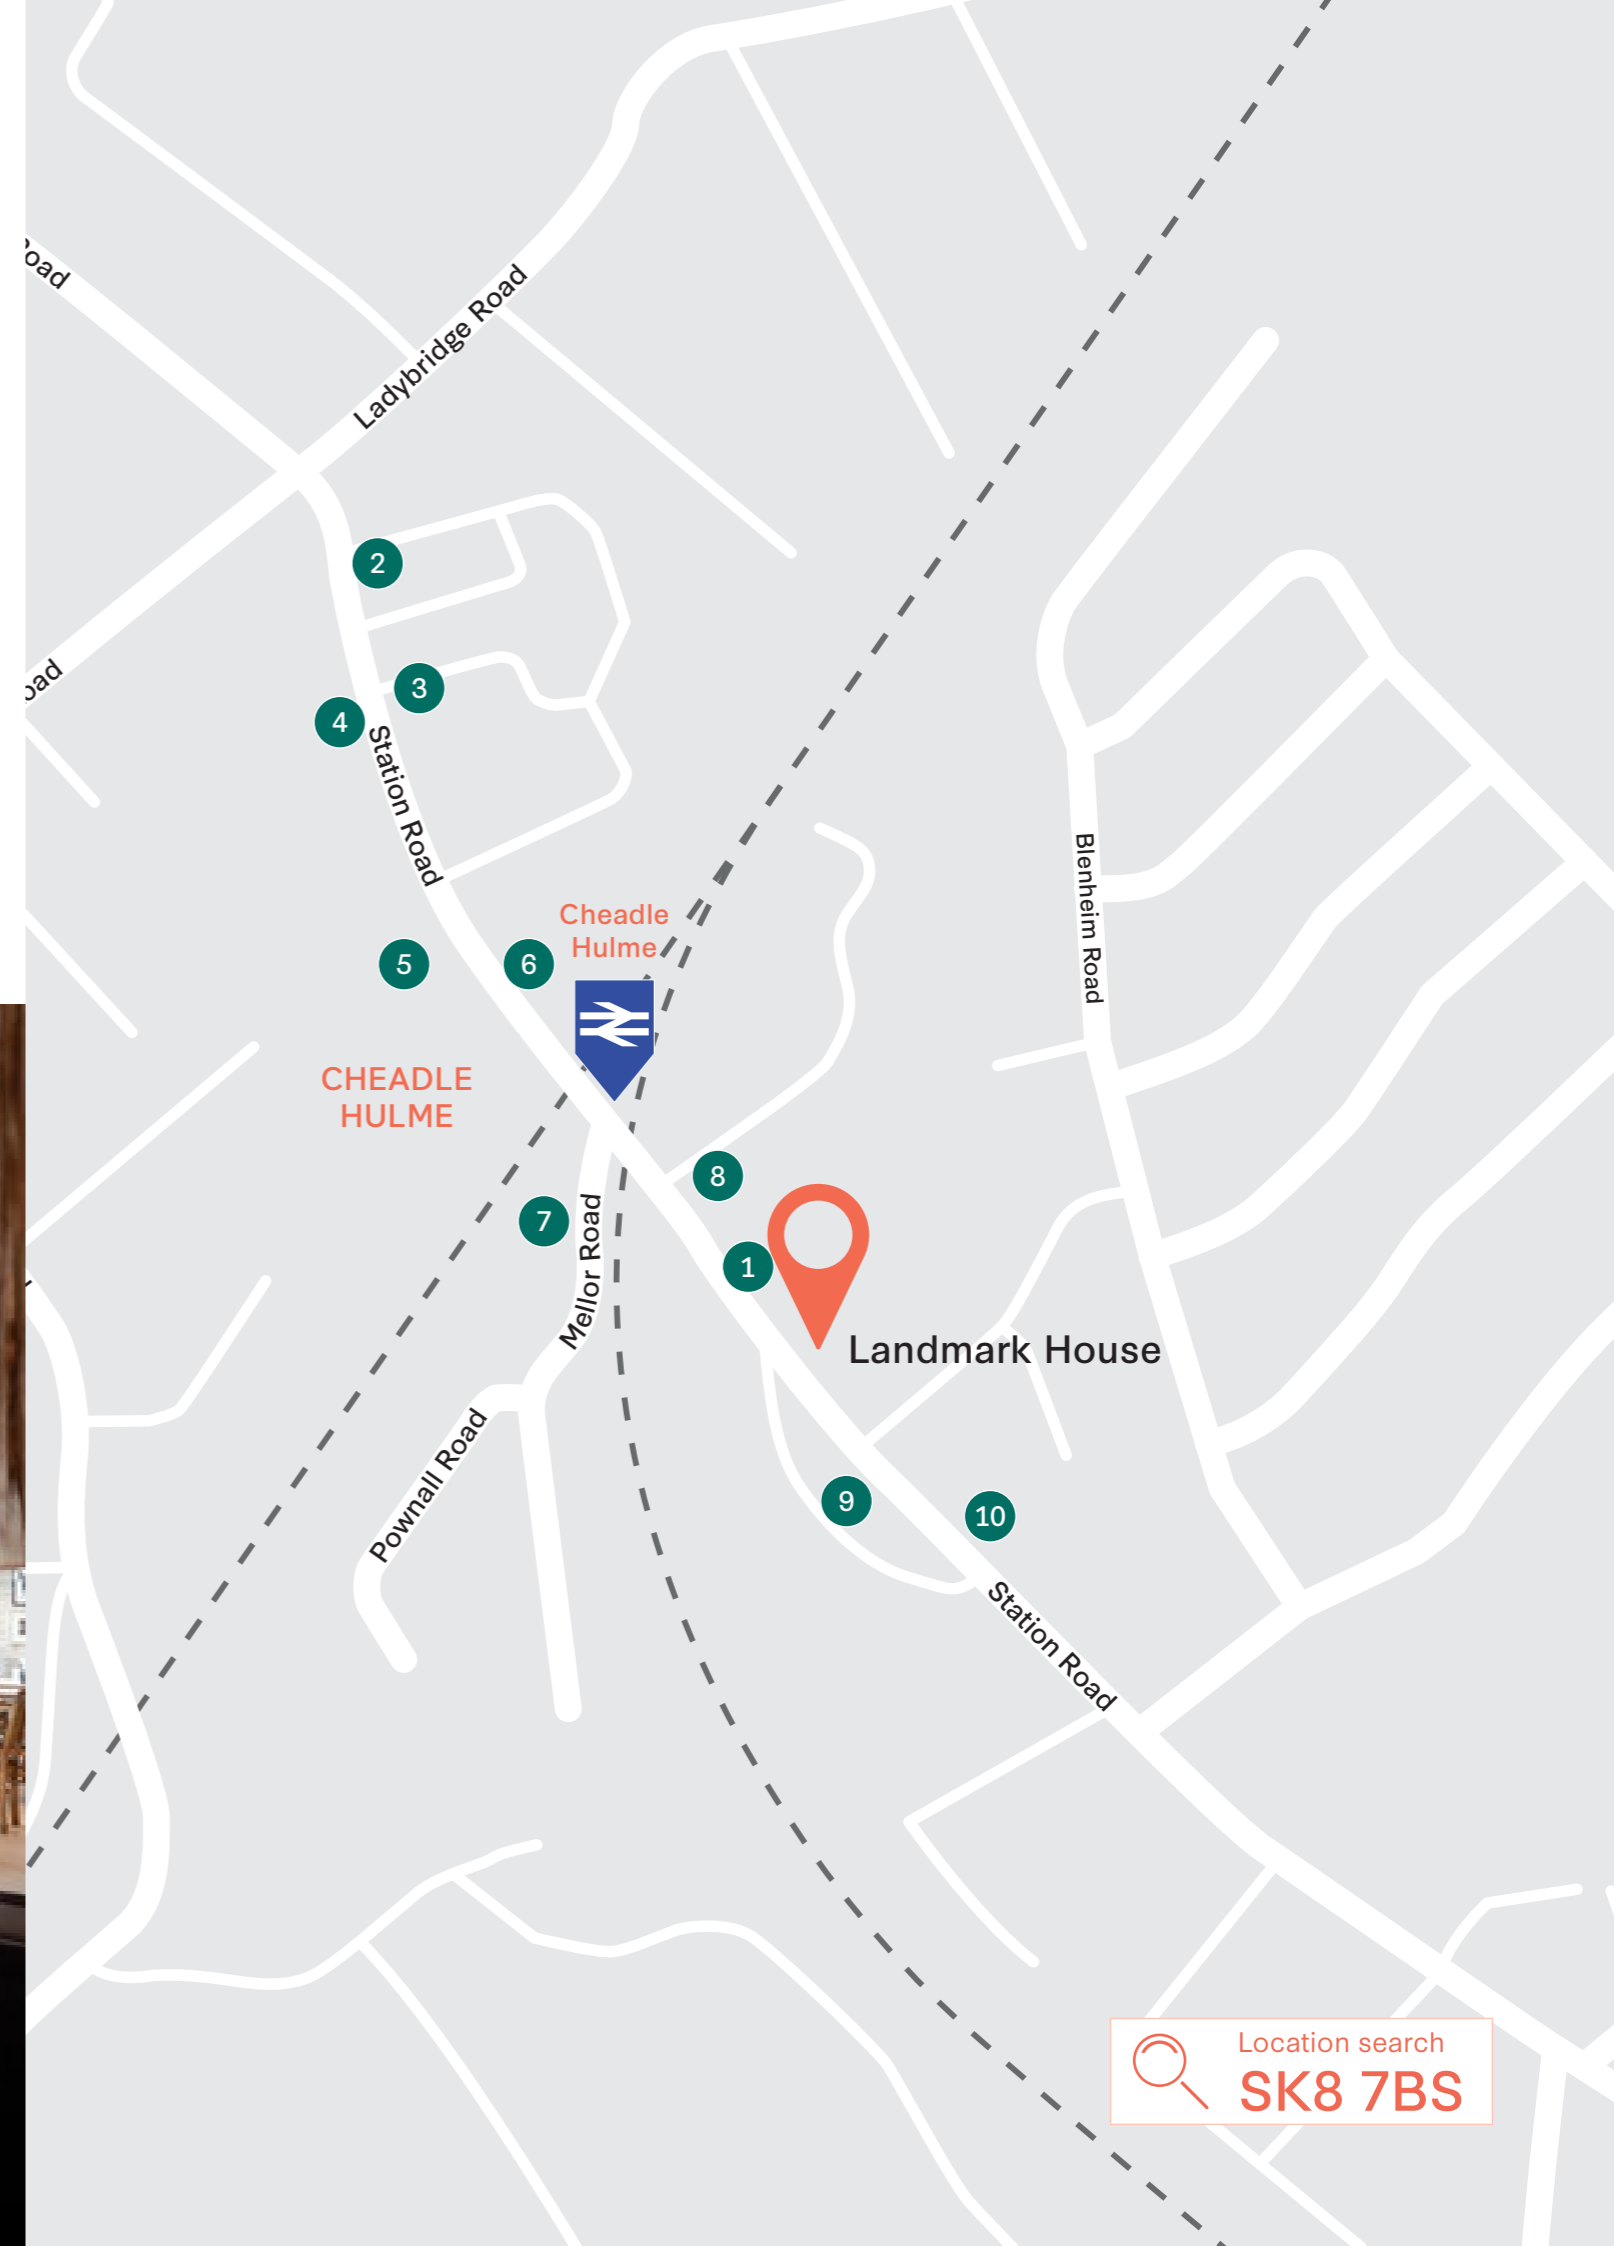 Road
Ladybridge Road
2
3
4
Station Road
Blenheim Road
Cheadle
Hulme
5
6
CHEADLE
HULME
8
7
Mellor Road
1
Landmark House
Pownall Road
9
10
Station Road
Location search
SK8 7BS